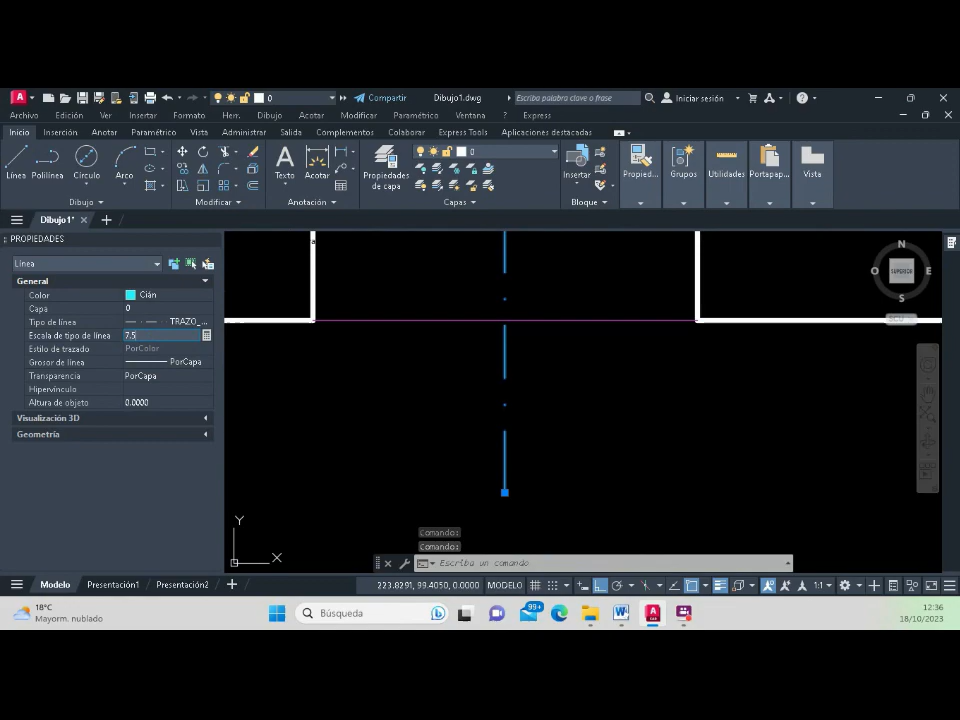 A Dibujo1.dwg Compartir Escriba palabra clave o frase Iniciar sesión
0
Archivo Edición Ver Insertar Formato Herr. Dibujo Acotar Modificar Paramétrico Ventana ? Express
Inicio Inserción Anotar Paramétrico Vista Administrar Salida Complementos Colaborar Express Tools Aplicaciones destacadas
0
Línea Polilínea Círculo Arco Texto Acotar Propiedades de capa Insertar Propied... Grupos Utilidades Portapap... Vista
Dibujo Modificar Anotación Capas Bloque
Dibujo1*
PROPIEDADES
Línea
General
Color Cián
Capa 0
Tipo de línea TRAZO_...
Escala de tipo de línea 7.5
Estilo de trazado PorColor
Grosor de línea PorCapa
Transparencia PorCapa
Hipervínculo
Altura de objeto 0.0000
Visualización 3D
Geometría
N
O SUPERIOR E
S
SCU
Y
X
Comando:
Comando:
Escriba un comando
Modelo Presentación1 Presentación2 223.8291, 99.4050, 0.0000 MODELO 1:1
18°C
Mayorm. nublado
Búsqueda
99+
12:36
18/10/2023